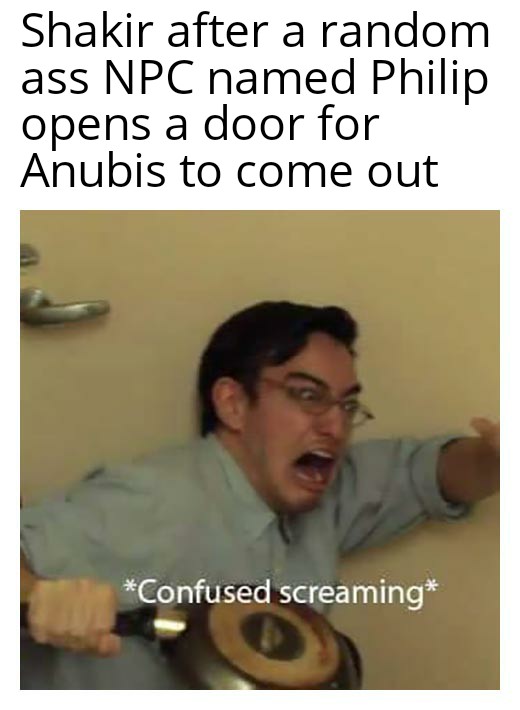 Shakir after a random
ass NPC named Philip
opens a door for
Anubis to come out
*Confused screaming*